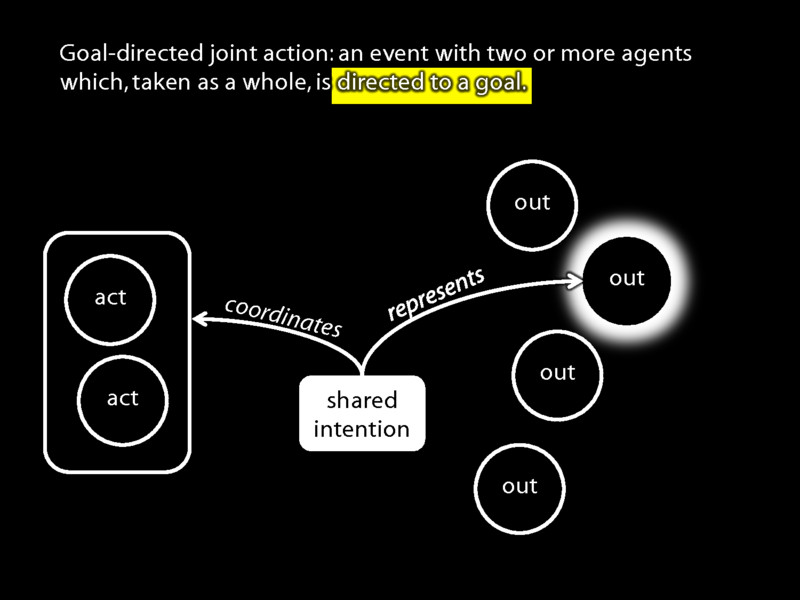 Goal-directed joint action: an event with two or more agents
which, taken as a whole, is directed to a goal.
out
out
act
coordinates
represents
out
act
shared
intention
out